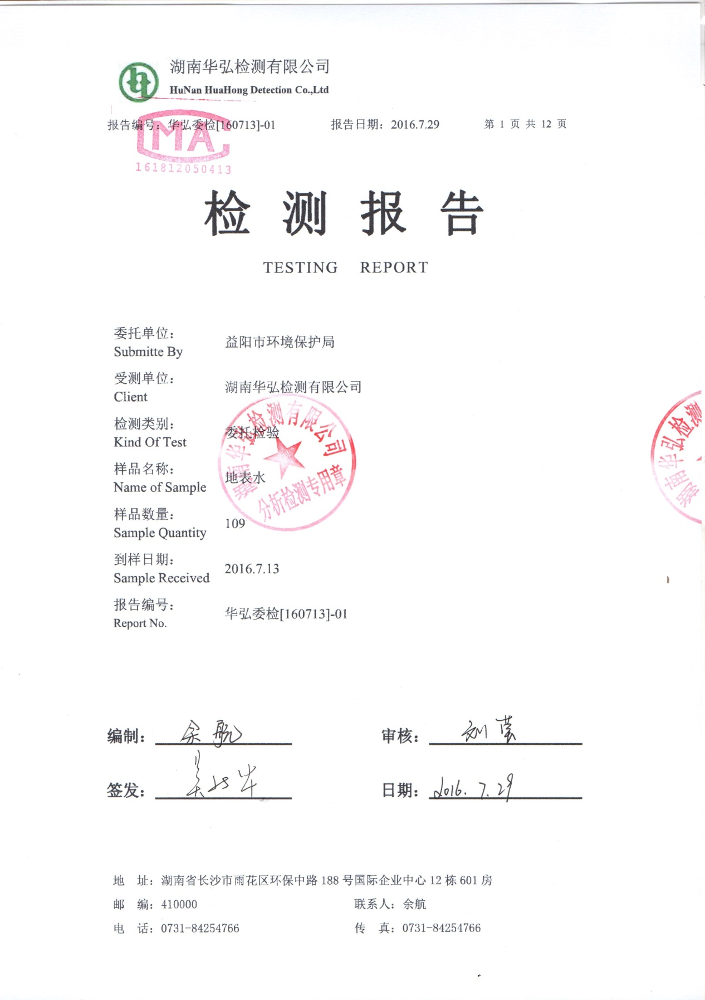 湖南华弘检测有限公司
HuNan HuaHong Detection Co.,Ltd
报告编号：华弘委检[160713]-01 报告日期：2016.7.29 第 1 页 共 12 页
MA
161812050413
检测报告
TESTING REPORT
委托单位：
Submitte By
益阳市环境保护局
受测单位：
Client
湖南华弘检测有限公司
检测类别：
Kind Of Test
委托检验
样品名称：
Name of Sample
地表水
样品数量：
Sample Quantity
109
到样日期：
Sample Received
2016.7.13
报告编号：
Report No.
华弘委检[160713]-01
湖南华弘检测有限公司
分析检测专用章
湖南华弘检测
编制：余航 审核：刘莹
签发： 日期：2016.7.29
地 址：湖南省长沙市雨花区环保中路 188 号国际企业中心 12 栋 601 房
邮 编：410000 联系人：余航
电 话：0731-84254766 传 真：0731-84254766